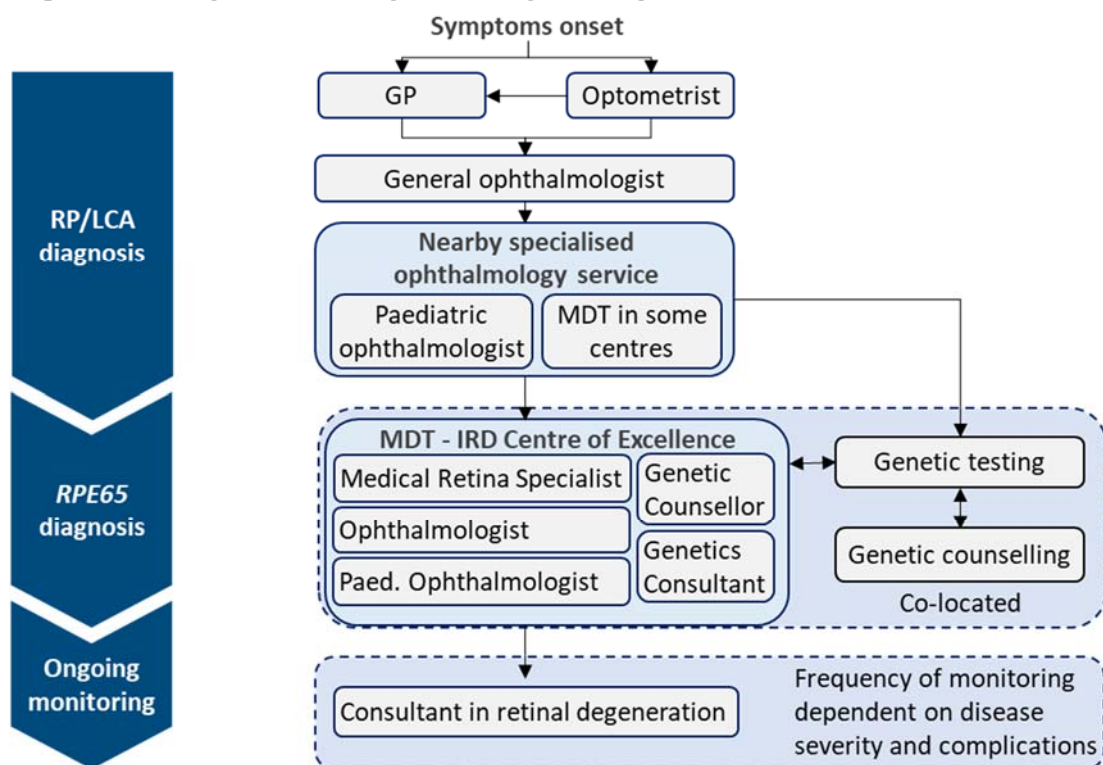 Symptoms onset
GP
Optometrist
General ophthalmologist
RP/LCA
diagnosis
Nearby specialised
ophthalmology service
Paediatric
ophthalmologist
MDT in some
centres
RPE65
diagnosis
MDT - IRD Centre of Excellence
Medical Retina Specialist
Ophthalmologist
Paed. Ophthalmologist
Genetic
Counsellor
Genetics
Consultant
Genetic testing
Genetic counselling
Co-located
Ongoing
monitoring
Consultant in retinal degeneration
Frequency of monitoring
dependent on disease
severity and complications